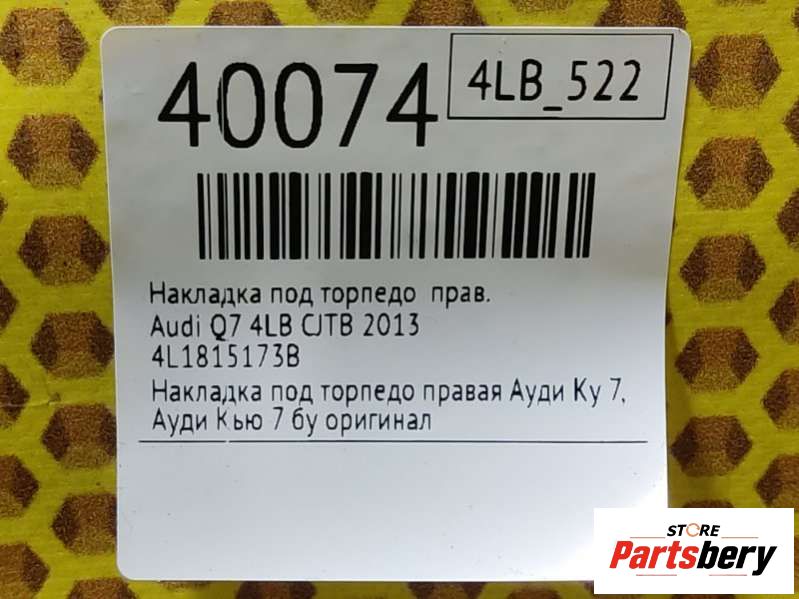 40074
4LB_522
Накладка под торпедо прав.
Audi Q7 4LB CJTB 2013
4L1815173B
Накладка под торпедо правая Ауди Ку 7,
Ауди Кью 7 бу оригинал
STORE
Partsbery